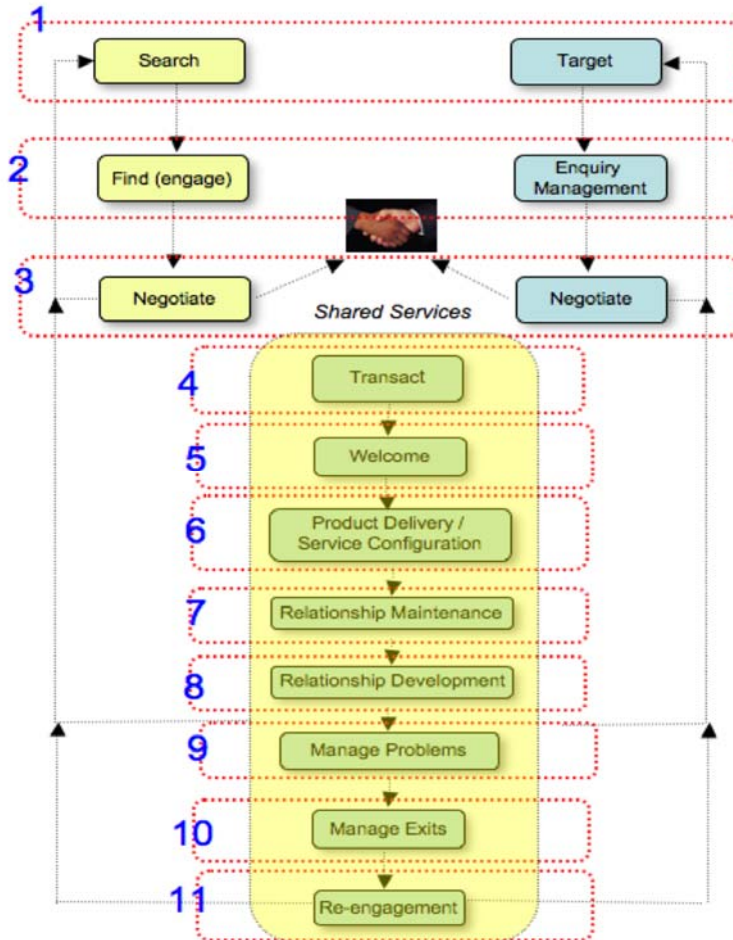 1
Search
Target
2
Find (engage)
Enquiry
Management
3
Negotiate
Negotiate
Shared Services
4
Transact
5
Welcome
6
Product Delivery /
Service Configuration
7
Relationship Maintenance
8
Relationship Development
9
Manage Problems
10
Manage Exits
11
Re-engagement